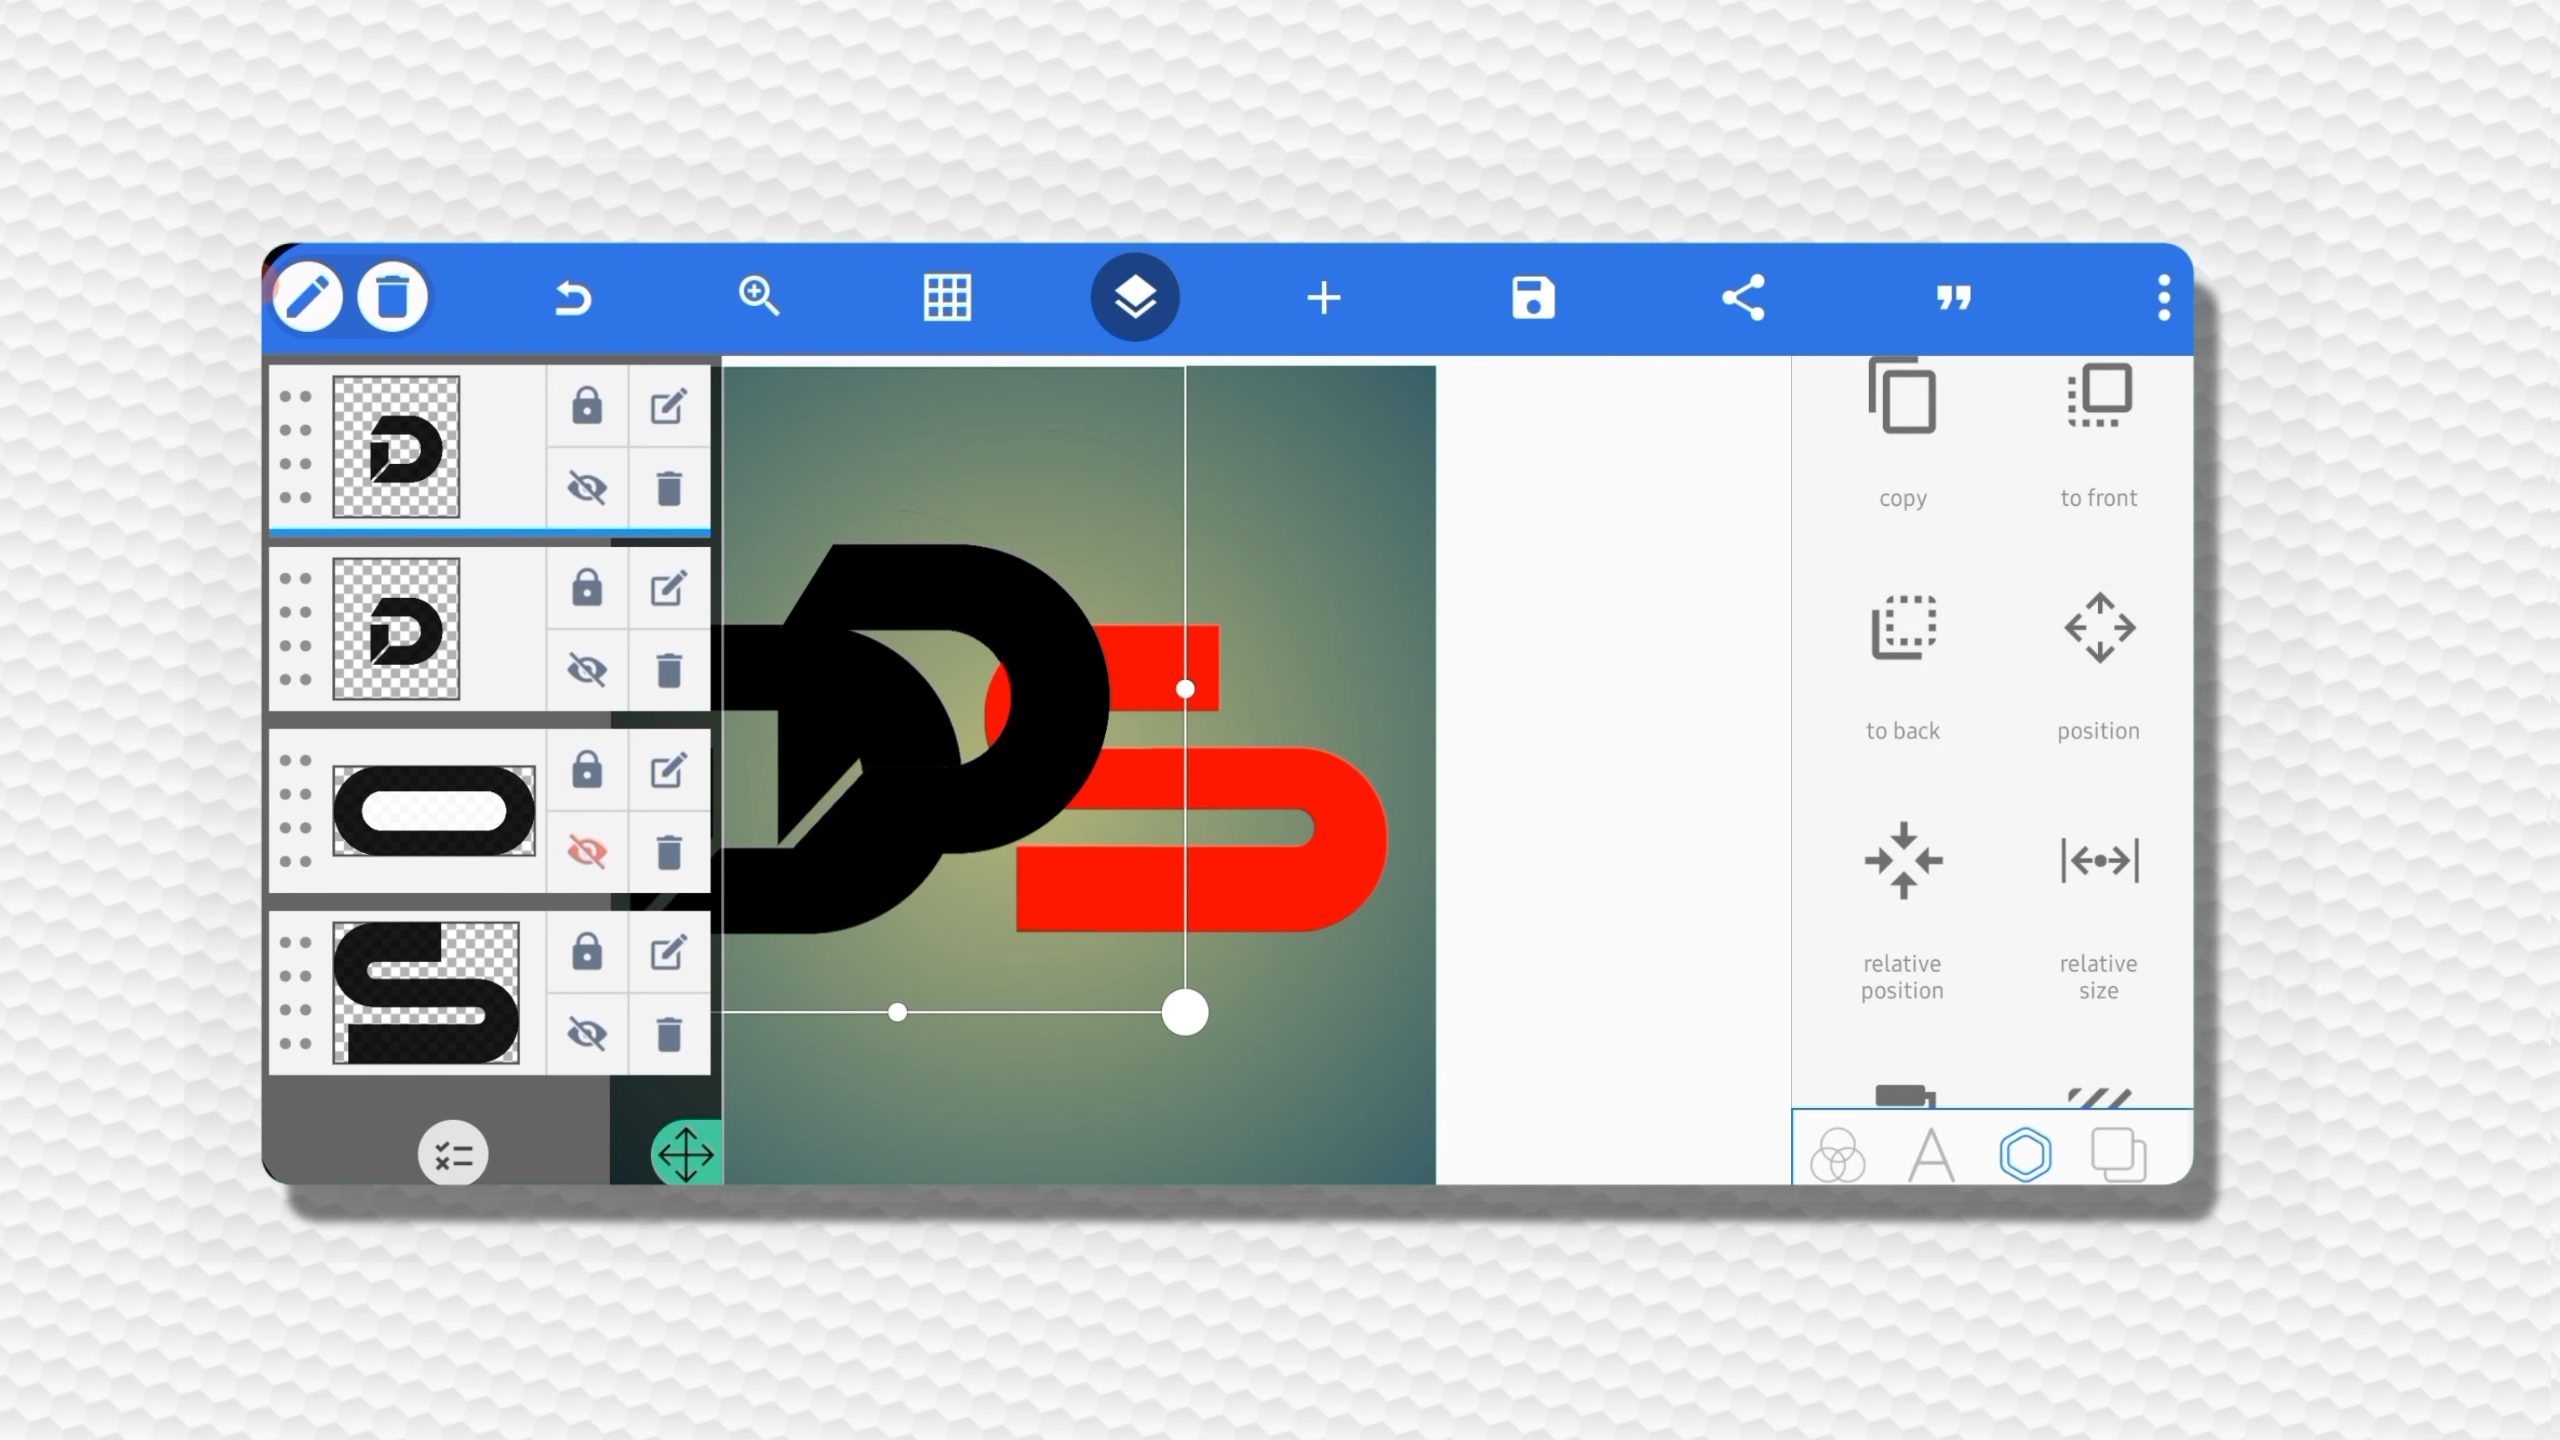 copy
to front
to back
position
relative
position
relative
size
D
D
S
D
S
A